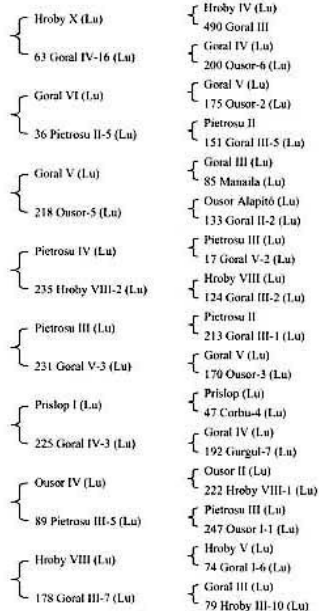 Hroby X (Lu)
63 Goral IV-16 (Lu)
Goral VI (Lu)
36 Pietrosu II-5 (Lu)
Goral V (Lu)
218 Ousor-5 (Lu)
Pietrosu IV (Lu)
235 Hroby VIII-2 (Lu)
Pietrosu III (Lu)
231 Goral V-3 (Lu)
Prislop I (Lu)
225 Goral IV-3 (Lu)
Ousor IV (Lu)
89 Pietrosu III-5 (Lu)
Hroby VIII (Lu)
178 Goral III-7 (Lu)
Hroby IV (Lu)
490 Goral III
Goral IV (Lu)
200 Ousor-6 (Lu)
Goral V (Lu)
175 Ousor-2 (Lu)
Pietrosu II
151 Goral III-5 (Lu)
Goral III (Lu)
85 Manaila (Lu)
Ousor Alapitó (Lu)
133 Goral II-2 (Lu)
Pietrosu III (Lu)
17 Goral V-2 (Lu)
Hroby VIII (Lu)
124 Goral III-2 (Lu)
Pietrosu II
213 Goral III-1 (Lu)
Goral V (Lu)
170 Ousor-3 (Lu)
Prislop (Lu)
47 Corbu-4 (Lu)
Goral IV (Lu)
192 Gurgul-7 (Lu)
Ousor II (Lu)
222 Hroby VIII-1 (Lu)
Pietrosu III (Lu)
247 Ousor I-1 (Lu)
Hroby V (Lu)
74 Goral I-6 (Lu)
Goral III (Lu)
79 Hroby III-10 (Lu)